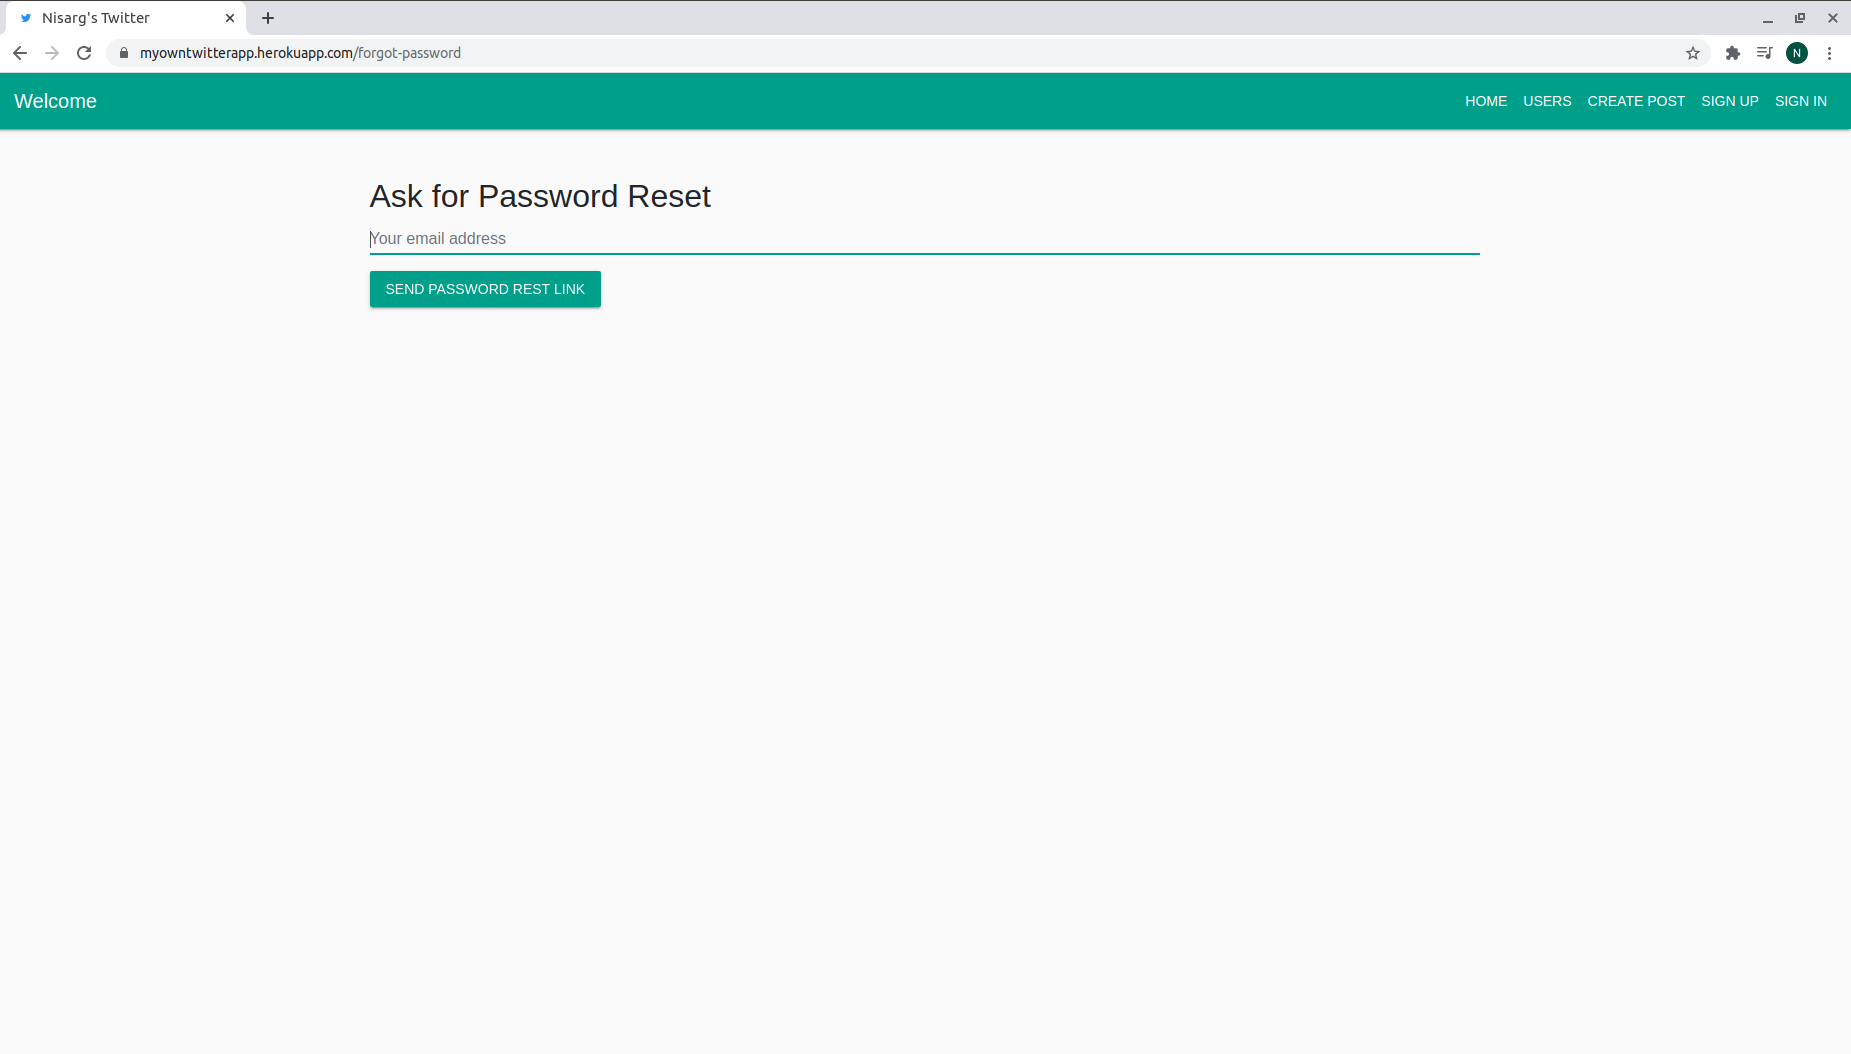 Nisarg's Twitter
myowntwitterapp.herokuapp.com/forgot-password
N
Welcome
HOME USERS CREATE POST SIGN UP SIGN IN
Ask for Password Reset
Your email address
SEND PASSWORD REST LINK